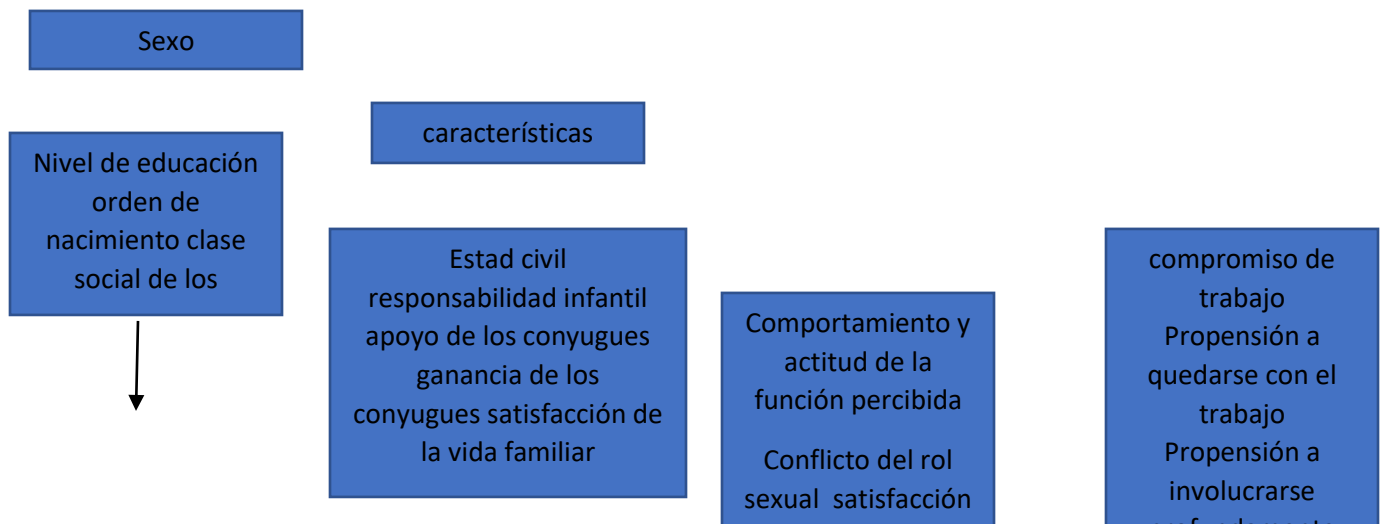 Sexo
características
Nivel de educación
orden de
nacimiento clase
social de los
Estad civil
responsabilidad infantil
apoyo de los conyugues
ganancia de los
conyugues satisfacción de
la vida familiar
Comportamiento y
actitud de la
función percibida
Conflicto del rol
sexual satisfacción
compromiso de
trabajo
Propensión a
quedarse con el
trabajo
Propensión a
involucrarse